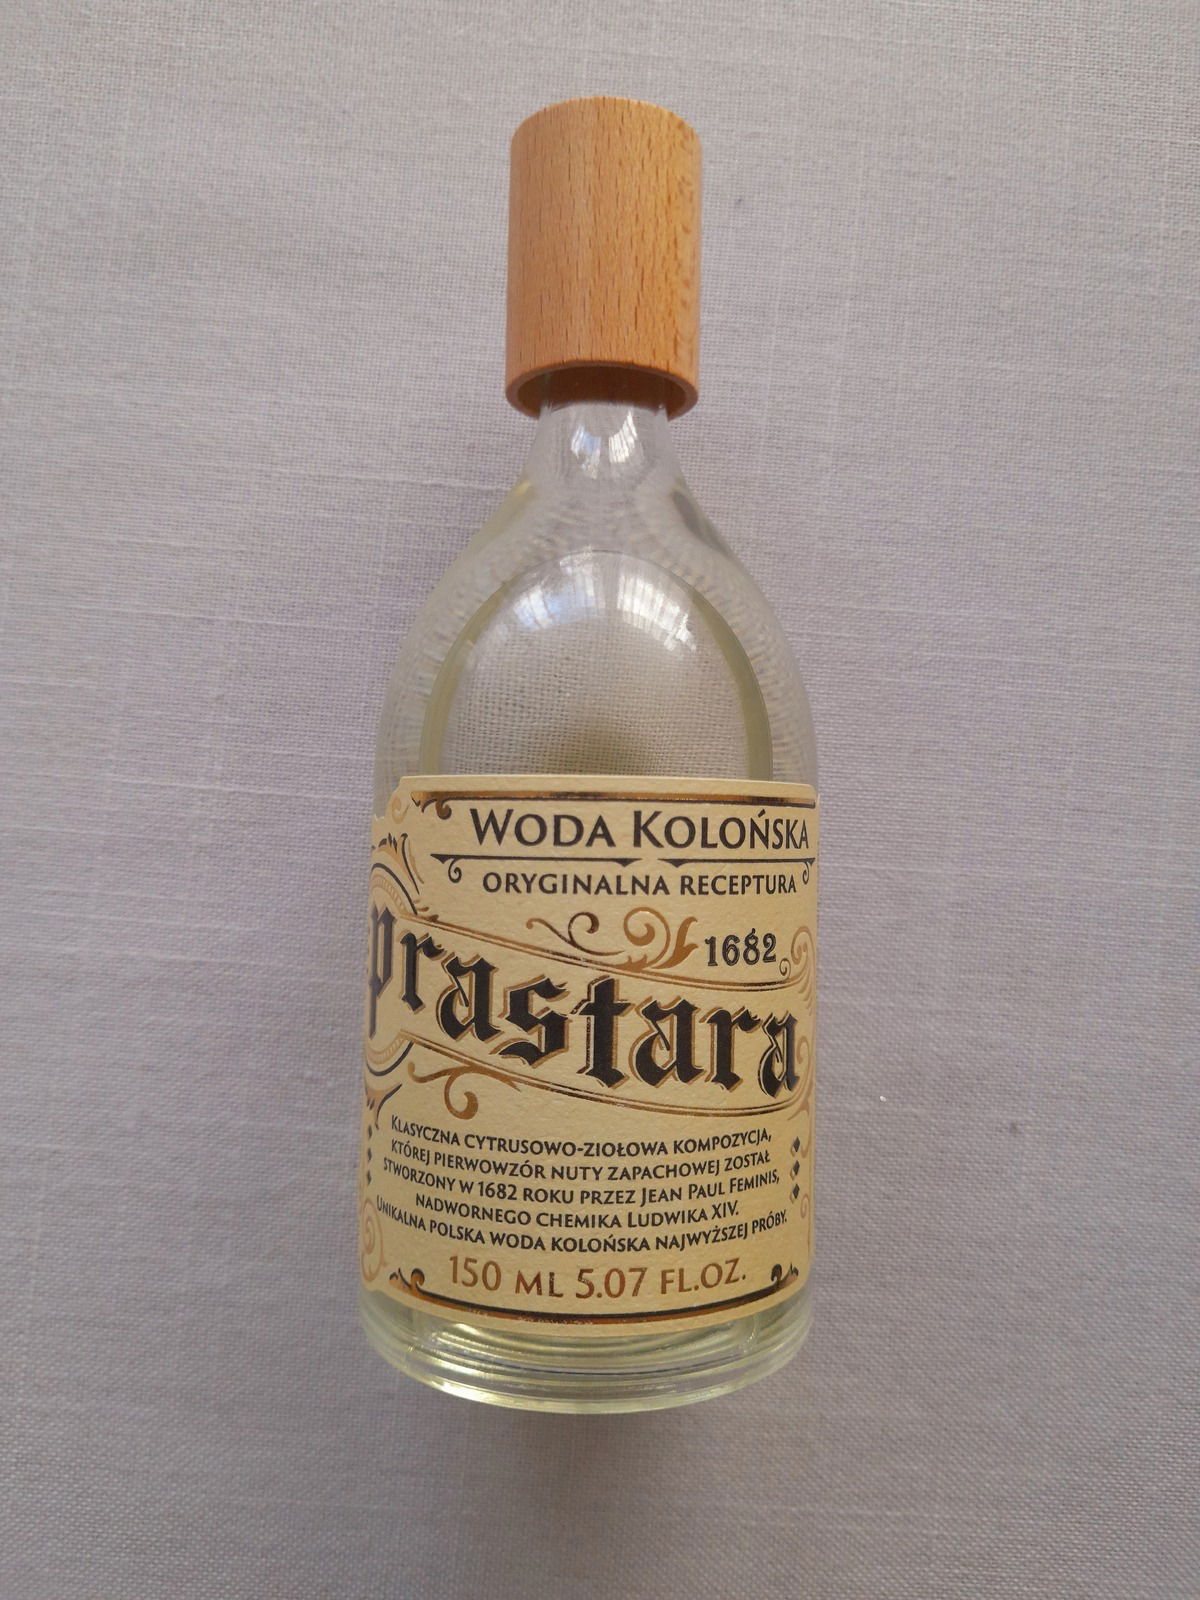 Woda Kolońska
ORYGINALNA RECEPTURA
1682
Prastara
KLASYCZNA CYTRUSOWO-ZIOŁOWA KOMPOZYCJA,
KTÓREJ PIERWOWZÓR NUTY ZAPACHOWEJ ZOSTAŁ
STWORZONY W 1682 ROKU PRZEZ JEAN PAUL FEMINIS,
NADWORNEGO CHEMIKA LUDWIKA XIV.
UNIKALNA POLSKA WODA KOLOŃSKA NAJWYŻSZEJ PRÓBY.
150 ML 5.07 FL.OZ.